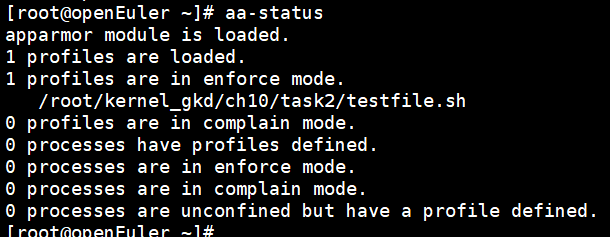 [root@openEuler ~]# aa-status
apparmor module is loaded.
1 profiles are loaded.
1 profiles are in enforce mode.
   /root/kernel_gkd/ch10/task2/testfile.sh
0 profiles are in complain mode.
0 processes have profiles defined.
0 processes are in enforce mode.
0 processes are in complain mode.
0 processes are unconfined but have a profile defined.
[root@openEuler ~]#